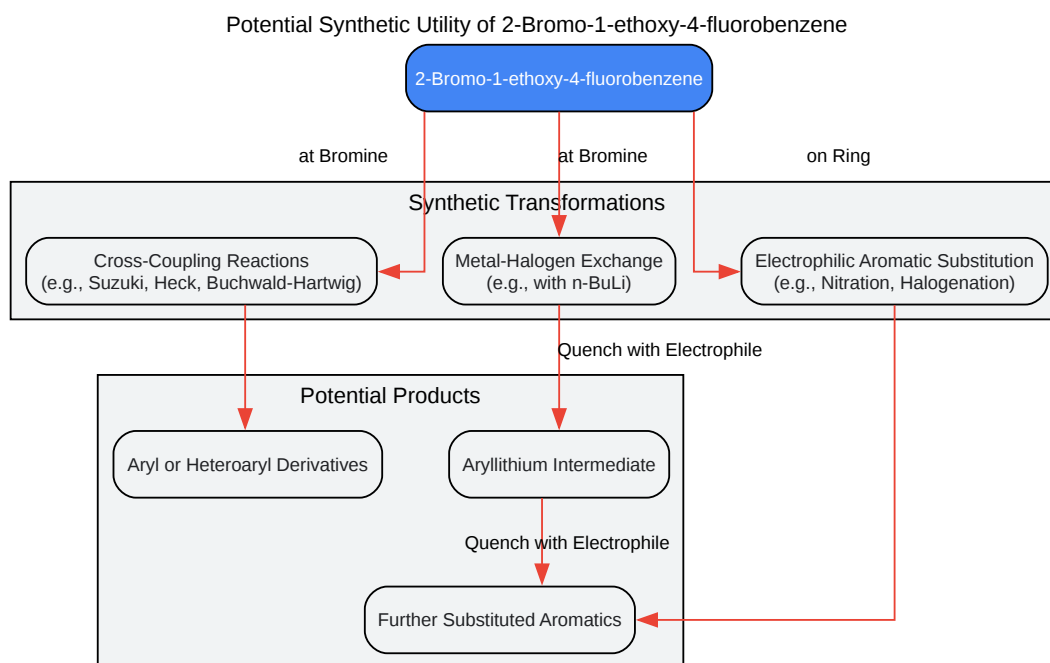 Potential Synthetic Utility of 2-Bromo-1-ethoxy-4-fluorobenzene
2-Bromo-1-ethoxy-4-fluorobenzene
at Bromine
at Bromine
on Ring
Synthetic Transformations
Cross-Coupling Reactions
(e.g., Suzuki, Heck, Buchwald-Hartwig)
Metal-Halogen Exchange
(e.g., with n-BuLi)
Electrophilic Aromatic Substitution
(e.g., Nitration, Halogenation)
Quench with Electrophile
Potential Products
Aryl or Heteroaryl Derivatives
Aryllithium Intermediate
Quench with Electrophile
Further Substituted Aromatics